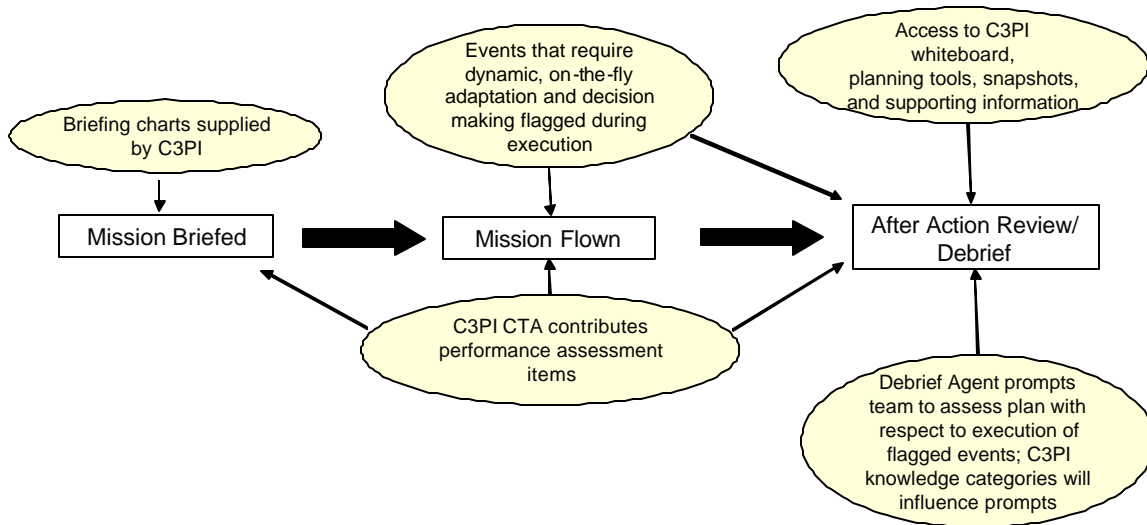 Briefing charts supplied
by C3PI
Events that require
dynamic, on-the-fly
adaptation and decision
making flagged during
execution
Access to C3PI
whiteboard,
planning tools, snapshots,
and supporting information
Mission Briefed
Mission Flown
After Action Review/
Debrief
C3PI CTA contributes
performance assessment
items
Debrief Agent prompts
team to assess plan with
respect to execution of
flagged events; C3PI
knowledge categories will
influence prompts